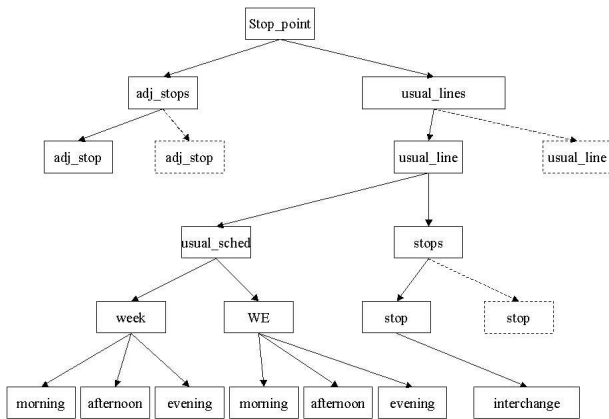 Stop_point
adj_stops
usual_lines
adj_stop
adj_stop
usual_line
usual_line
usual_sched
stops
week
WE
stop
stop
morning
afternoon
evening
morning
afternoon
evening
interchange